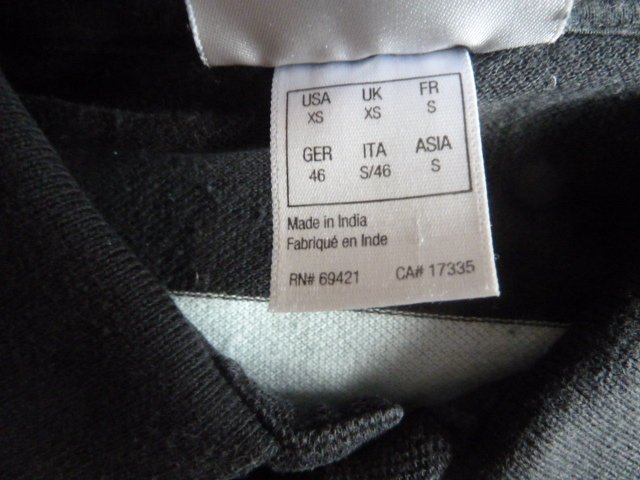 USA UK FR
XS XS S
GER ITA ASIA
46 S/46 S
Made in India
Fabriqué en Inde
RN# 69421 CA# 17335